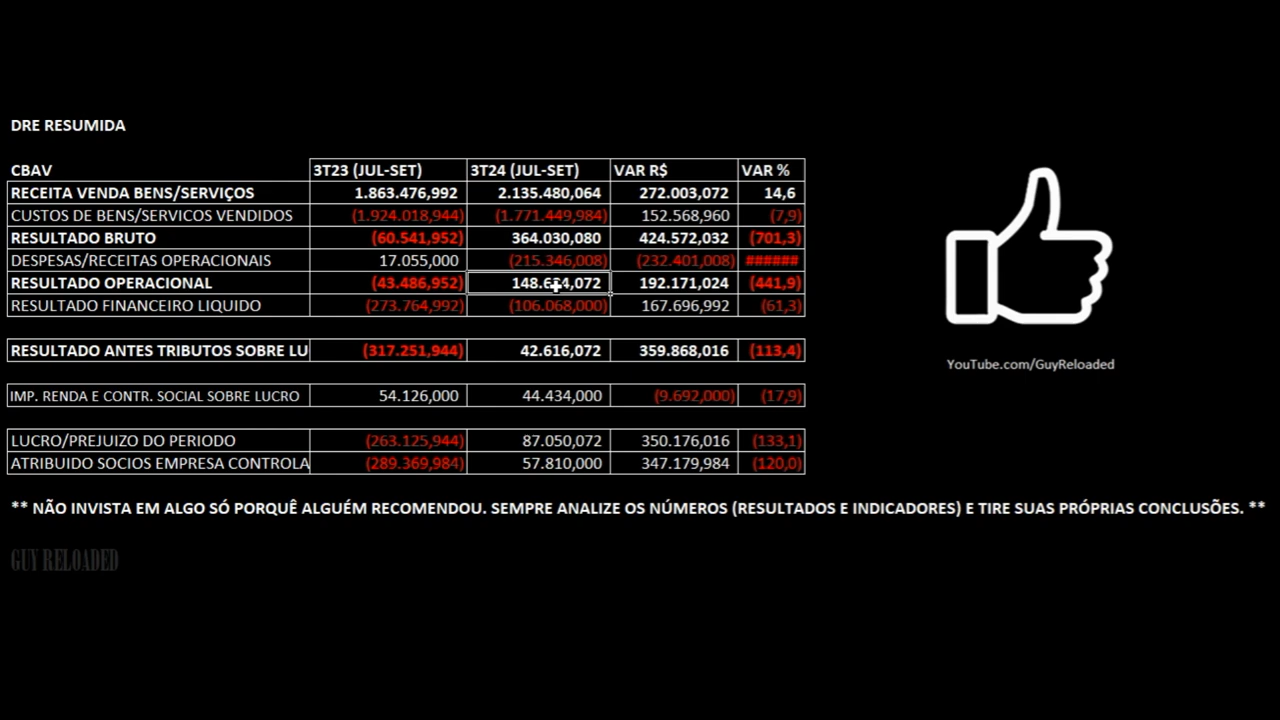 DRE RESUMIDA
CBAV 3T23 (JUL-SET) 3T24 (JUL-SET) VAR R$ VAR %
RECEITA VENDA BENS/SERVIÇOS 1.863.476,992 2.135.480,064 272.003,072 14,6
CUSTOS DE BENS/SERVICOS VENDIDOS (1.924.018,944) (1.771.449,984) 152.568,960 (7,9)
RESULTADO BRUTO (60.541,952) 364.030,080 424.572,032 (701,3)
DESPESAS/RECEITAS OPERACIONAIS 17.055,000 (215.346,008) (232.401,008) ######
RESULTADO OPERACIONAL (43.486,952) 192.171,024 (441,9)
RESULTADO FINANCEIRO LIQUIDO (273.764,992) (106.068,000) 167.696,992 (61,3)
RESULTADO ANTES TRIBUTOS SOBRE LU (317.251,944) 42.616,072 359.868,016 (113,4)
IMP. RENDA E CONTR. SOCIAL SOBRE LUCRO 54.126,000 44.434,000 (9.692,000) (17,9)
LUCRO/PREJUIZO DO PERIODO (263.125,944) 87.050,072 350.176,016 (133,1)
ATRIBUIDO SOCIOS EMPRESA CONTROLA (289.369,984) 57.810,000 347.179,984 (120,0)
** NÃO INVISTA EM ALGO SÓ PORQUÊ ALGUÉM RECOMENDOU. SEMPRE ANALIZE OS NÚMEROS (RESULTADOS E INDICADORES) E TIRE SUAS PRÓPRIAS CONCLUSÕES. **
GUY RELOADED
YouTube.com/GuyReloaded